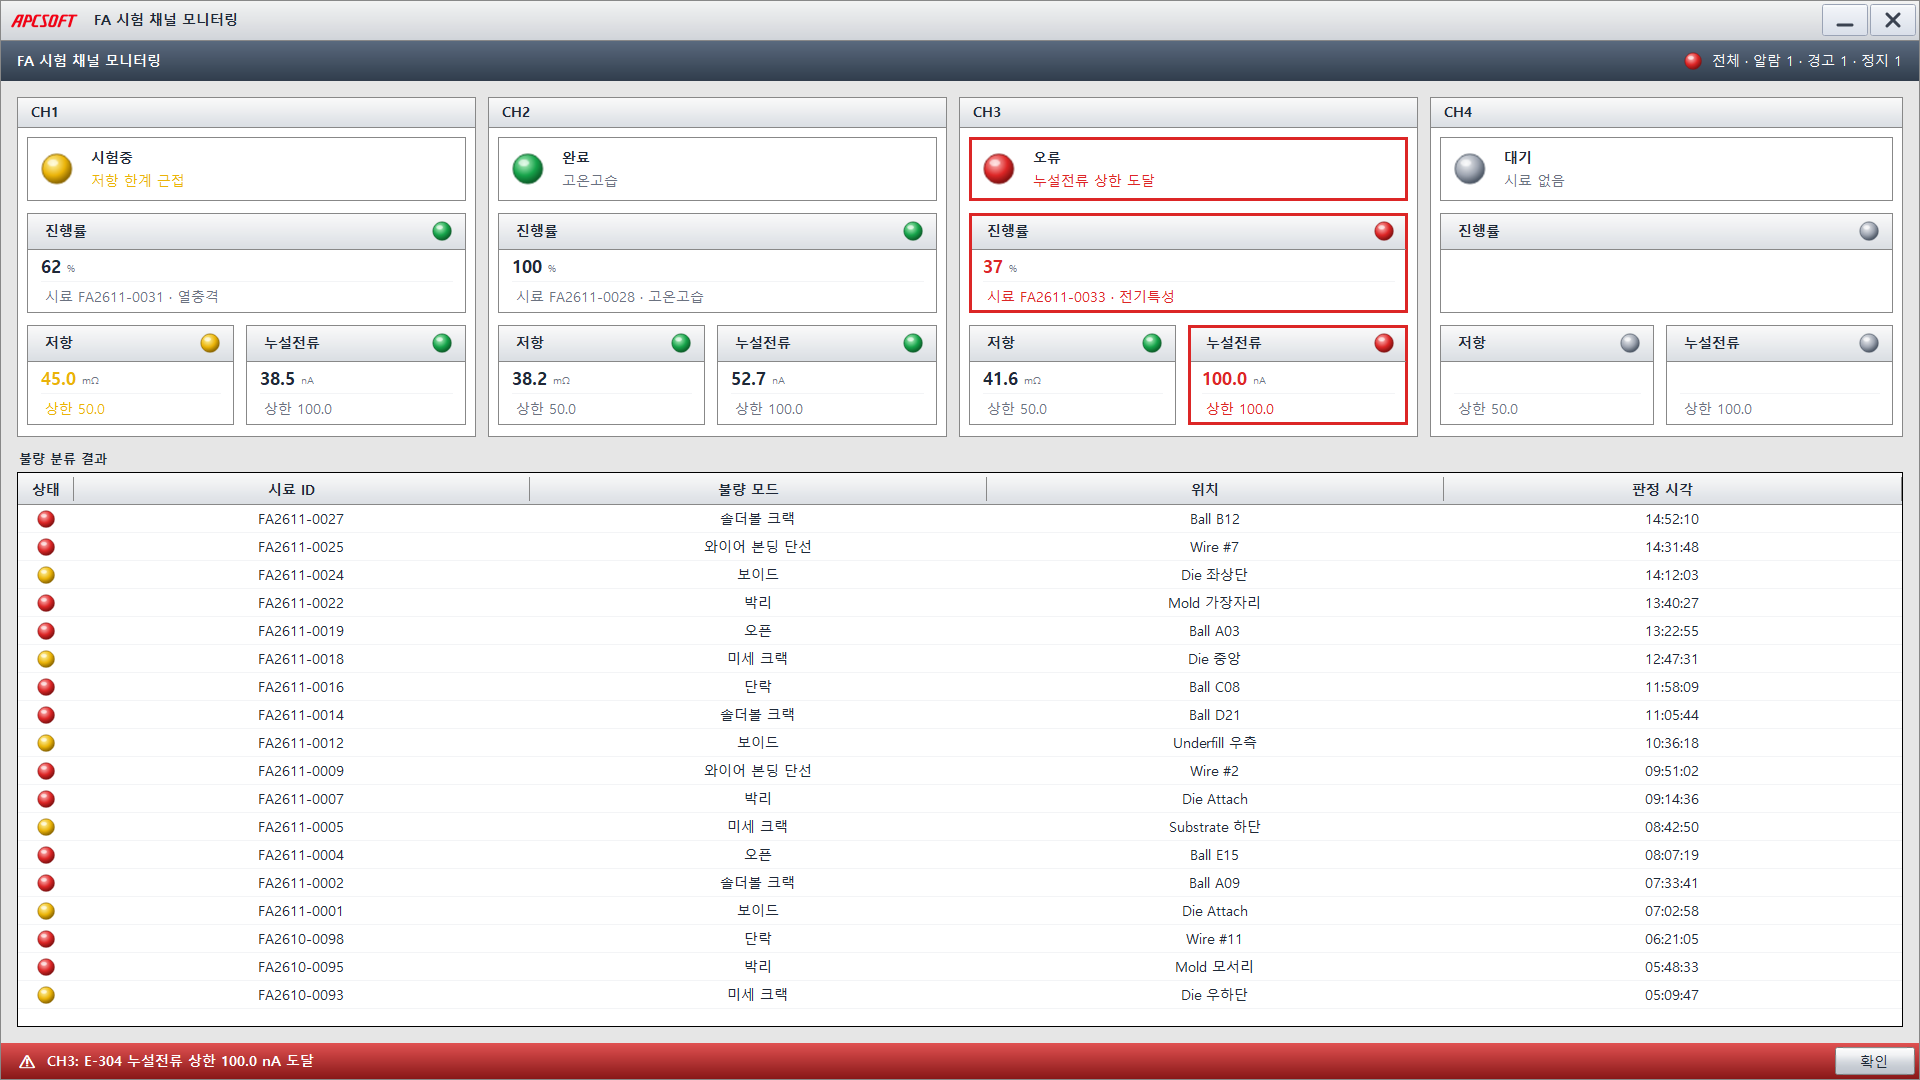 APCSOFT FA 시험 채널 모니터링
FA 시험 채널 모니터링
전체 · 알람 1 · 경고 1 · 정지 1
CH1
시험중
저항 한계 근접
진행률
62 %
시료 FA2611-0031 · 열충격
저항
45.0 mΩ
상한 50.0
누설전류
38.5 nA
상한 100.0
CH2
완료
고온고습
진행률
100 %
시료 FA2611-0028 · 고온고습
저항
38.2 mΩ
상한 50.0
누설전류
52.7 nA
상한 100.0
CH3
오류
누설전류 상한 도달
진행률
37 %
시료 FA2611-0033 · 전기특성
저항
41.6 mΩ
상한 50.0
누설전류
100.0 nA
상한 100.0
CH4
대기
시료 없음
진행률
저항
상한 50.0
누설전류
상한 100.0
불량 분류 결과
상태 시료 ID 불량 모드 위치 판정 시각
FA2611-0027 솔더볼 크랙 Ball B12 14:52:10
FA2611-0025 와이어 본딩 단선 Wire #7 14:31:48
FA2611-0024 보이드 Die 좌상단 14:12:03
FA2611-0022 박리 Mold 가장자리 13:40:27
FA2611-0019 오픈 Ball A03 13:22:55
FA2611-0018 미세 크랙 Die 중앙 12:47:31
FA2611-0016 단락 Ball C08 11:58:09
FA2611-0014 솔더볼 크랙 Ball D21 11:05:44
FA2611-0012 보이드 Underfill 우측 10:36:18
FA2611-0009 와이어 본딩 단선 Wire #2 09:51:02
FA2611-0007 박리 Die Attach 09:14:36
FA2611-0005 미세 크랙 Substrate 하단 08:42:50
FA2611-0004 오픈 Ball E15 08:07:19
FA2611-0002 솔더볼 크랙 Ball A09 07:33:41
FA2611-0001 보이드 Die Attach 07:02:58
FA2610-0098 단락 Wire #11 06:21:05
FA2610-0095 박리 Mold 모서리 05:48:33
FA2610-0093 미세 크랙 Die 우하단 05:09:47
CH3: E-304 누설전류 상한 100.0 nA 도달
확인